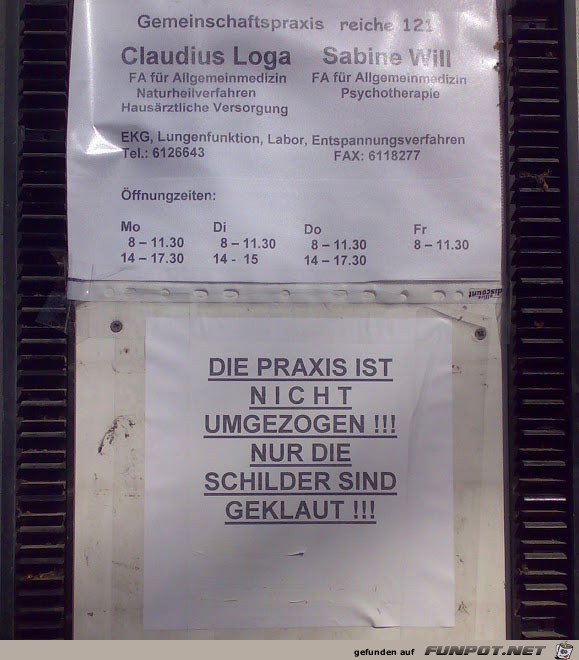 Gemeinschaftspraxis reiche 121
Claudius Loga Sabine Will
FA für Allgemeinmedizin FA für Allgemeinmedizin
Naturheilverfahren Psychotherapie
Hausärztliche Versorgung
EKG, Lungenfunktion, Labor, Entspannungsverfahren
Tel.: 6126643 FAX: 6118277
Öffnungzeiten:
Mo Di Do Fr
8 – 11.30 8 – 11.30 8 – 11.30 8 – 11.30
14 – 17.30 14 - 15 14 – 17.30
office
discount
DIE PRAXIS IST
N I C H T
UMGEZOGEN !!!
NUR DIE
SCHILDER SIND
GEKLAUT !!!
gefunden auf FUNPOT.NET